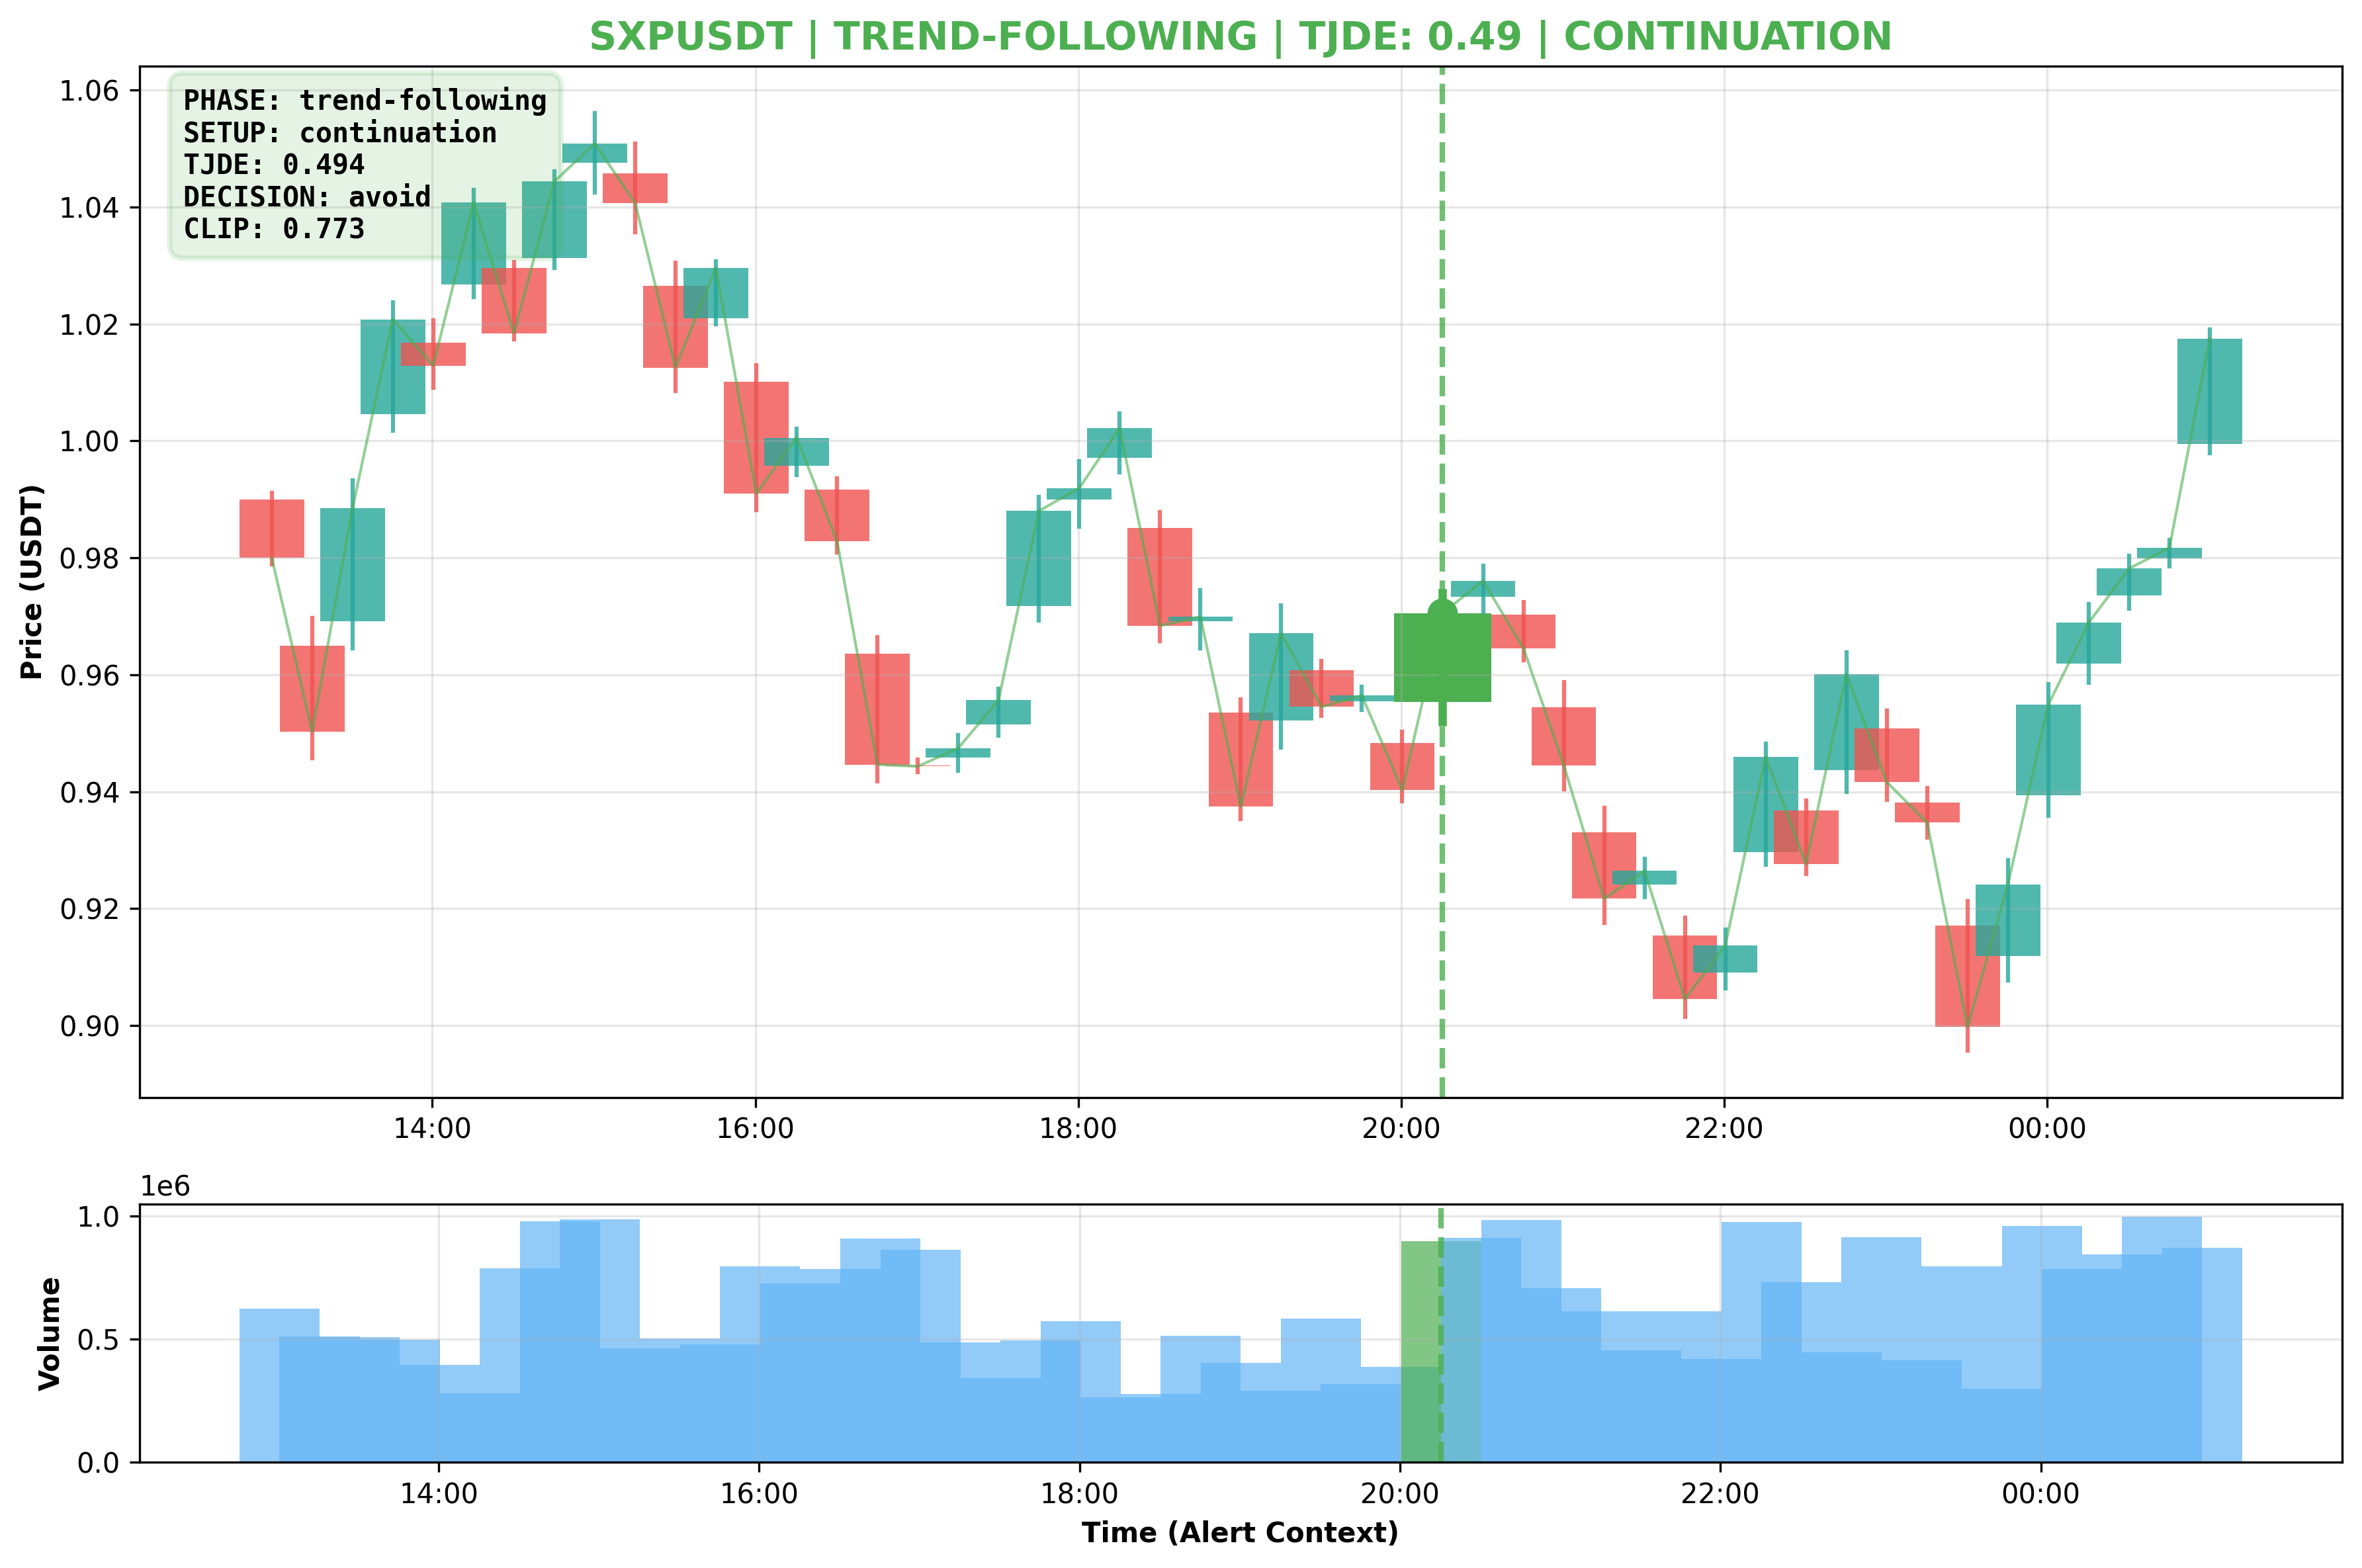 SXPUSDT | TREND-FOLLOWING | TJDE: 0.49 | CONTINUATION
PHASE: trend-following
SETUP: continuation
TJDE: 0.494
DECISION: avoid
CLIP: 0.773
Price (USDT)
1.06
1.04
1.02
1.00
0.98
0.96
0.94
0.92
0.90
14:00
16:00
18:00
20:00
22:00
00:00
1e6
Volume
1.0
0.5
0.0
14:00
16:00
18:00
20:00
22:00
00:00
Time (Alert Context)